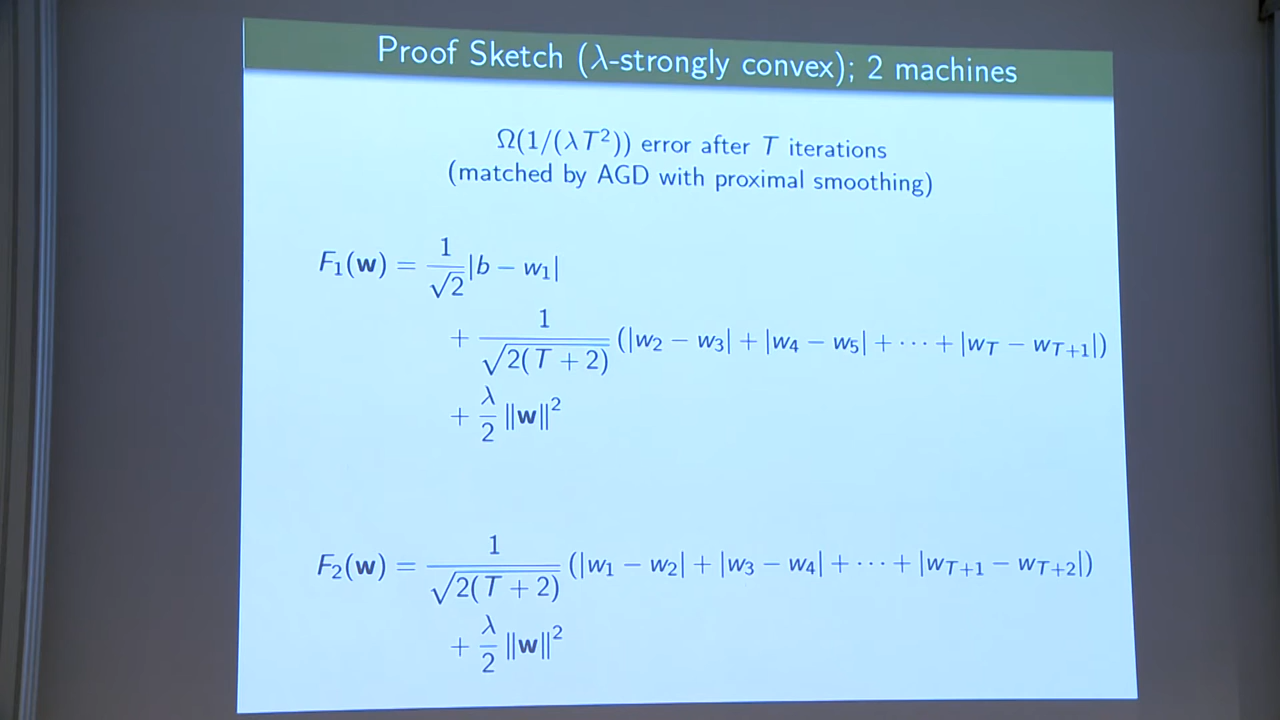 Proof Sketch (λ-strongly convex); 2 machines
Ω(1/(λT²)) error after T iterations
(matched by AGD with proximal smoothing)
F₁(w) = 1/√2 |b − w₁|
+ 1/√(2(T + 2)) (|w₂ − w₃| + |w₄ − w₅| + ⋯ + |w_T − w_{T+1}|)
+ λ/2 ‖w‖²
F₂(w) = 1/√(2(T + 2)) (|w₁ − w₂| + |w₃ − w₄| + ⋯ + |w_{T+1} − w_{T+2}|)
+ λ/2 ‖w‖²